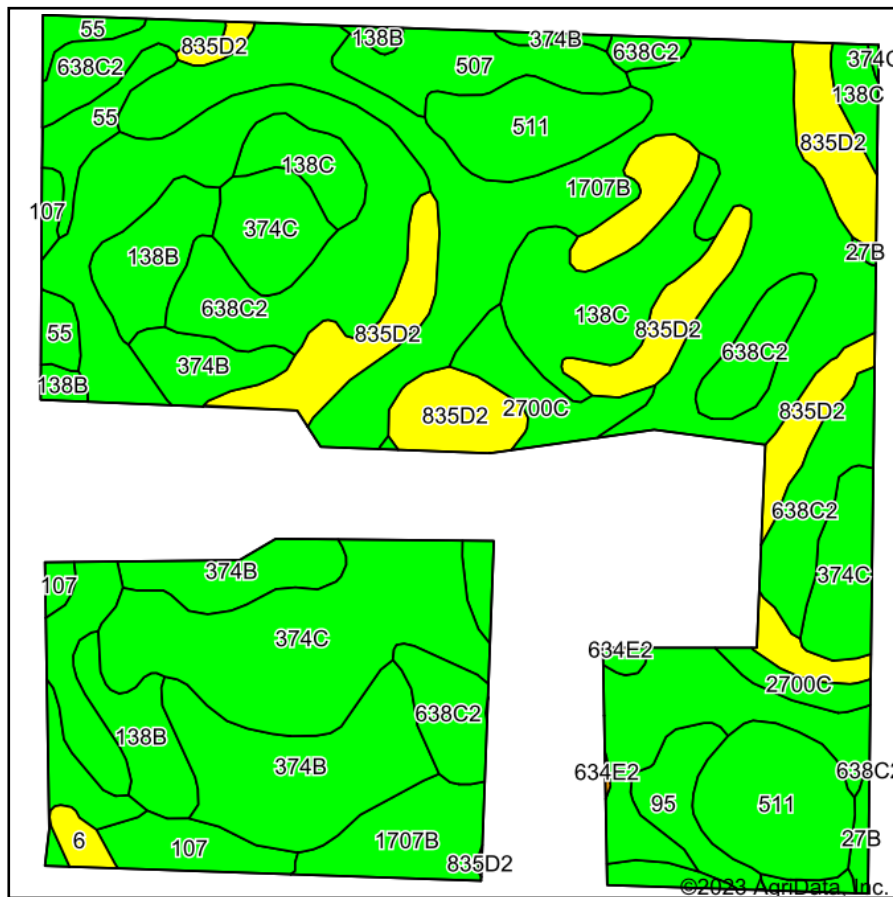 55
835D2
138B
374B
638C2
374C
638C2
507
138C
55
511
835D2
138C
1707B
107
374C
138B
27B
638C2
138C
55
835D2
835D2
638C2
374B
138B
835D2
2700C
835D2
638C2
374C
107
374B
374C
634E2
2700C
638C2
138B
374B
634E2
638C2
95
511
6
107
1707B
27B
835D2
©2023 AgriData, Inc.